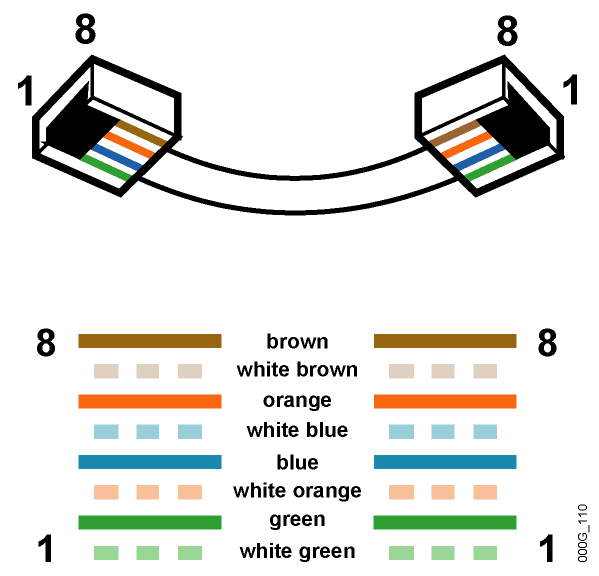 8
8
1
1
8 brown 8
white brown
orange
white blue
blue
white orange
green
1 white green 1
000G_110